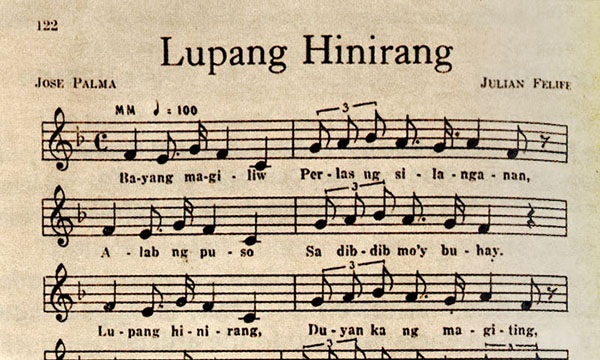 122
Lupang Hinirang
JOSE PALMA
JULIAN FELIPE
MM ♩ = 100
3
Ba-yang ma-gi-liw Per-las ng si-la-nga-nan,
3
A-lab ng pu-so Sa dib-dib mo'y bu-hay.
3
Lu-pang hi-ni-rang, Du-yan ka ng ma-gi-ting,
3
3